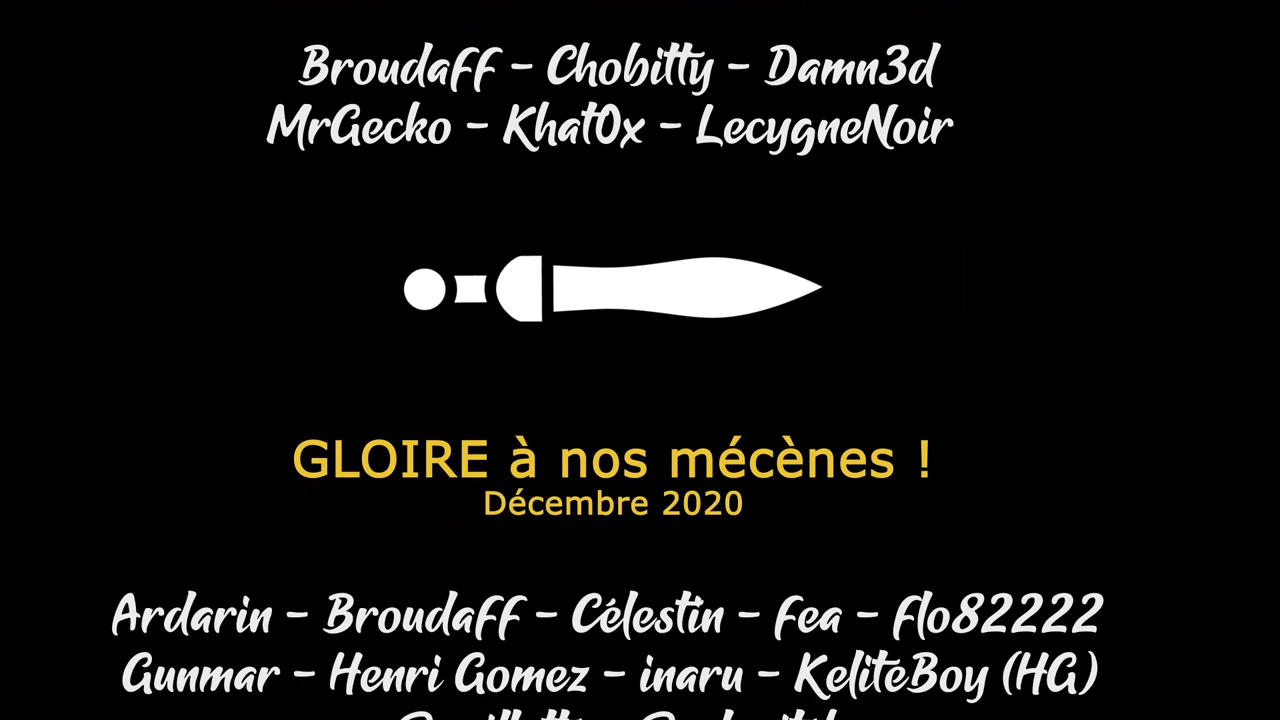 Broudaff - Chobitty - Damn3d
MrGecko - Khat0x - LecygneNoir
GLOIRE à nos mécènes !
Décembre 2020
Ardarin - Broudaff - Célestin - Fea - Flo82222
Gunmar - Henri Gomez - inaru - KeliteBoy (HG)